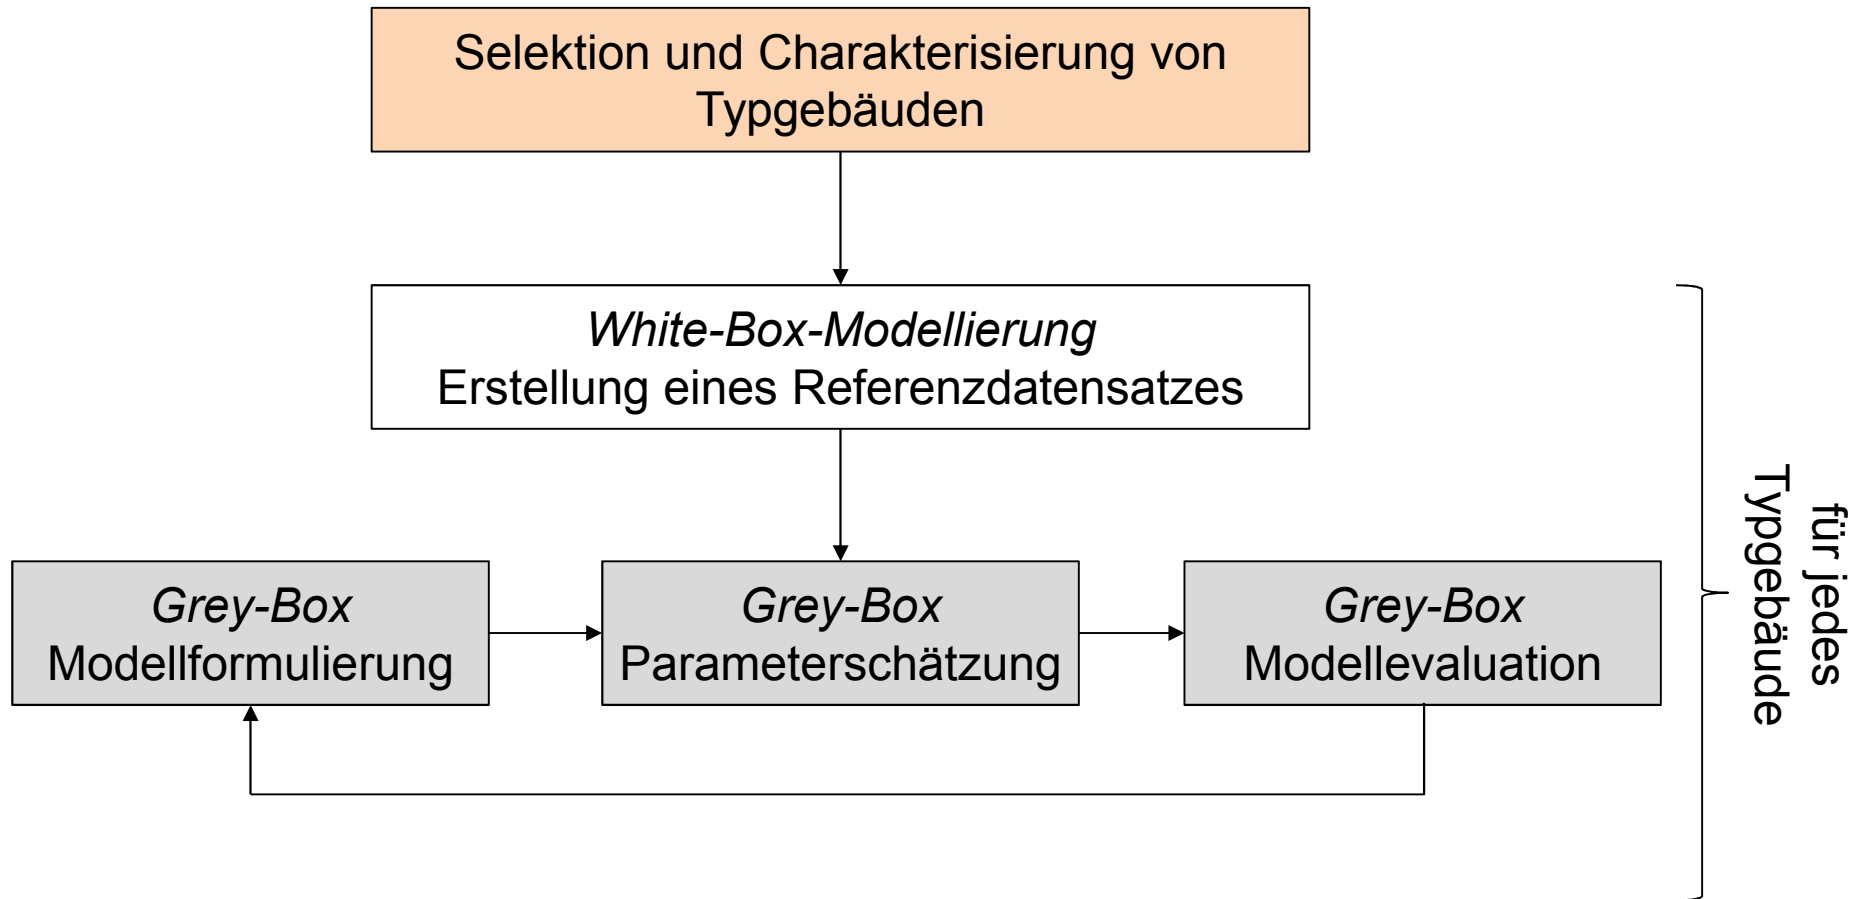 Selektion und Charakterisierung von
Typgebäuden
White-Box-Modellierung
Erstellung eines Referenzdatensatzes
Grey-Box
Modellformulierung
Grey-Box
Parameterschätzung
Grey-Box
Modellevaluation
für jedes
Typgebäude